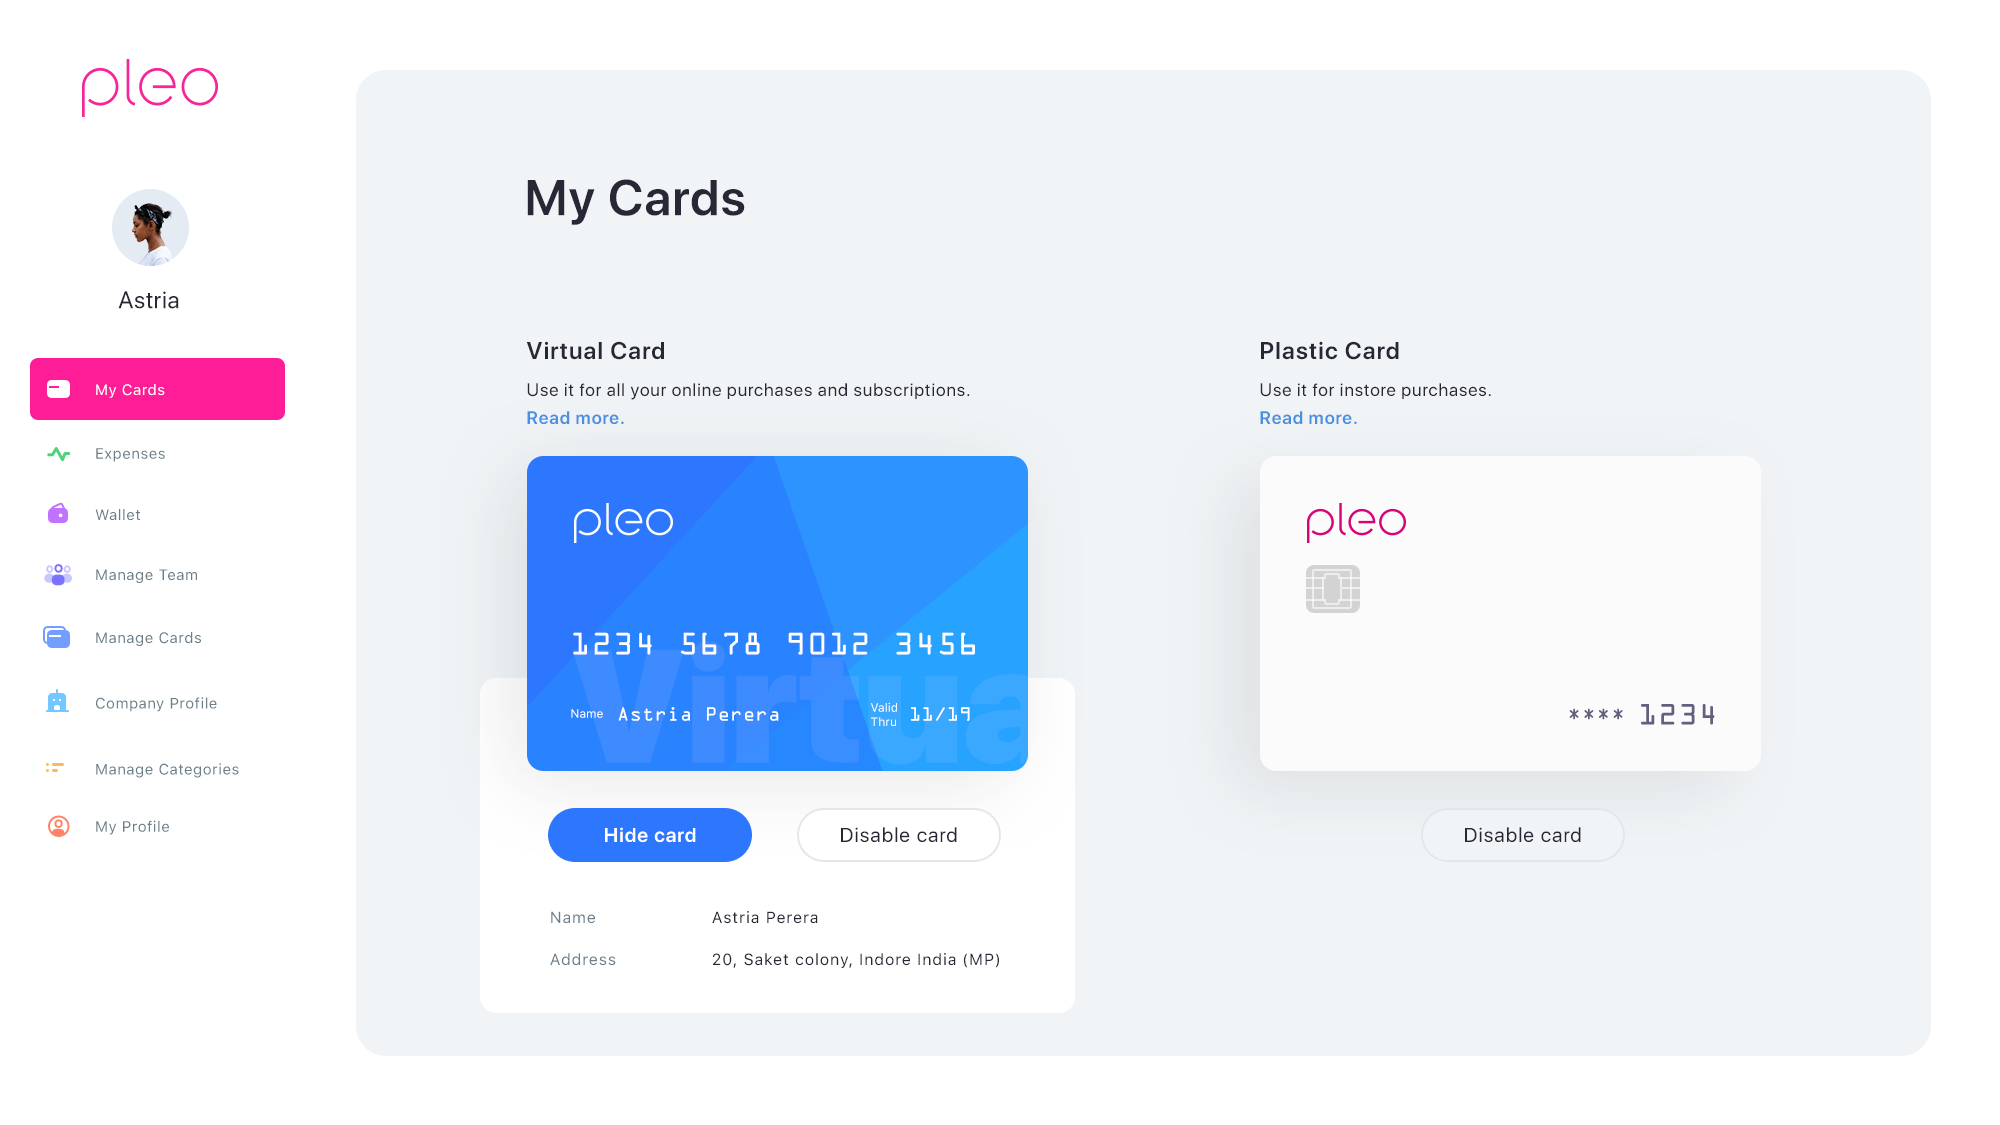 pleo
Astria
My Cards
Expenses
Wallet
Manage Team
Manage Cards
Company Profile
Manage Categories
My Profile
My Cards
Virtual Card
Use it for all your online purchases and subscriptions.
Read more.
pleo
1234 5678 9012 3456
Virtua
Name Astria Perera
Valid
Thru 11/19
Hide card
Disable card
Name Astria Perera
Address 20, Saket colony, Indore India (MP)
Plastic Card
Use it for instore purchases.
Read more.
pleo
**** 1234
Disable card